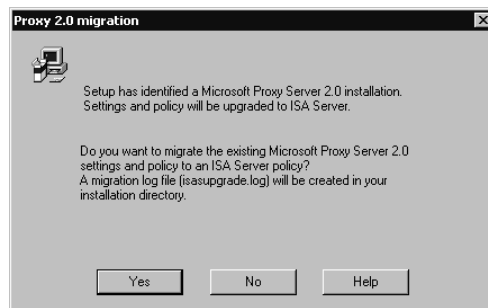 Proxy 2.0 migration
Setup has identified a Microsoft Proxy Server 2.0 installation.
Settings and policy will be upgraded to ISA Server.
Do you want to migrate the existing Microsoft Proxy Server 2.0
settings and policy to an ISA Server policy?
A migration log file (isasupgrade.log) will be created in your
installation directory.
Yes No Help